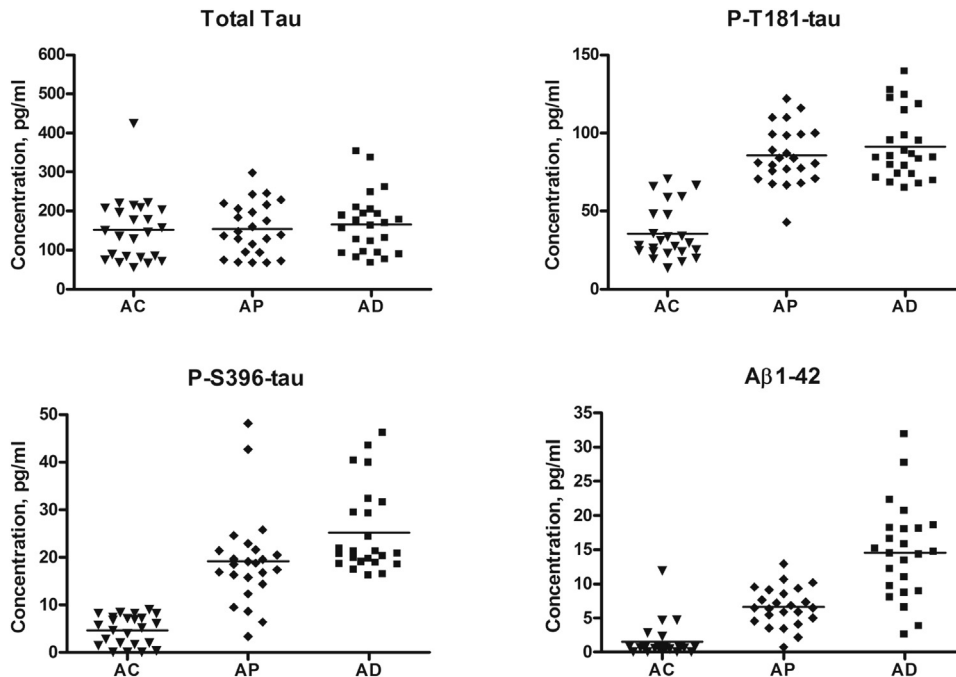 Total Tau
Concentration, pg/ml
600
500
400
300
200
100
0
AC AP AD
P-T181-tau
Concentration, pg/ml
150
100
50
0
AC AP AD
P-S396-tau
Concentration, pg/ml
50
40
30
20
10
0
AC AP AD
Aβ1-42
Concentration, pg/ml
35
30
25
20
15
10
5
0
AC AP AD